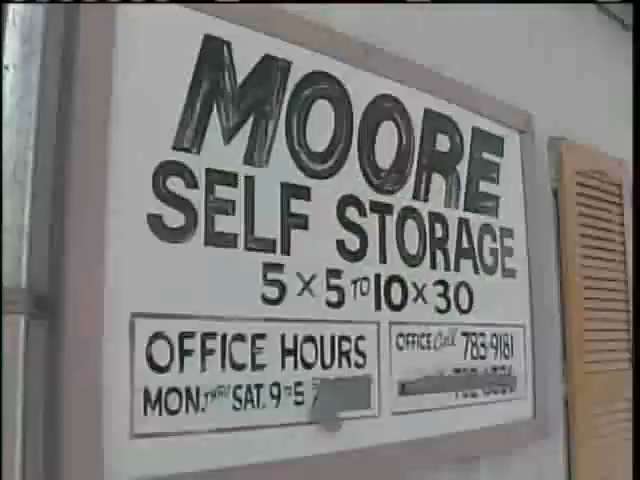 MOORE
SELF STORAGE
5 x 5 TO 10 x 30
OFFICE HOURS
MON. THRU SAT. 9 TO 5
OFFICE Call 783-9181